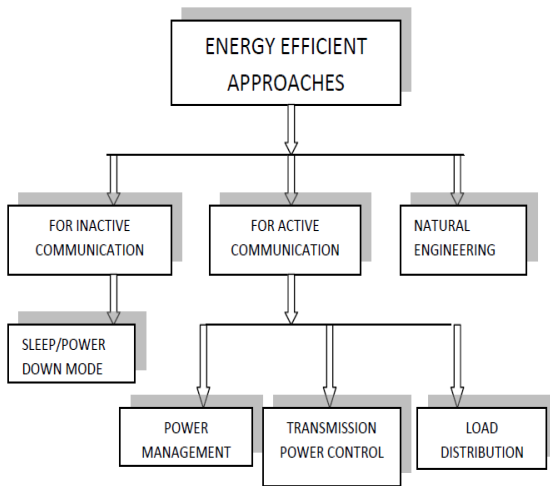 ENERGY EFFICIENT
APPROACHES
FOR INACTIVE
COMMUNICATION
FOR ACTIVE
COMMUNICATION
NATURAL
ENGINEERING
SLEEP/POWER
DOWN MODE
POWER
MANAGEMENT
TRANSMISSION
POWER CONTROL
LOAD
DISTRIBUTION